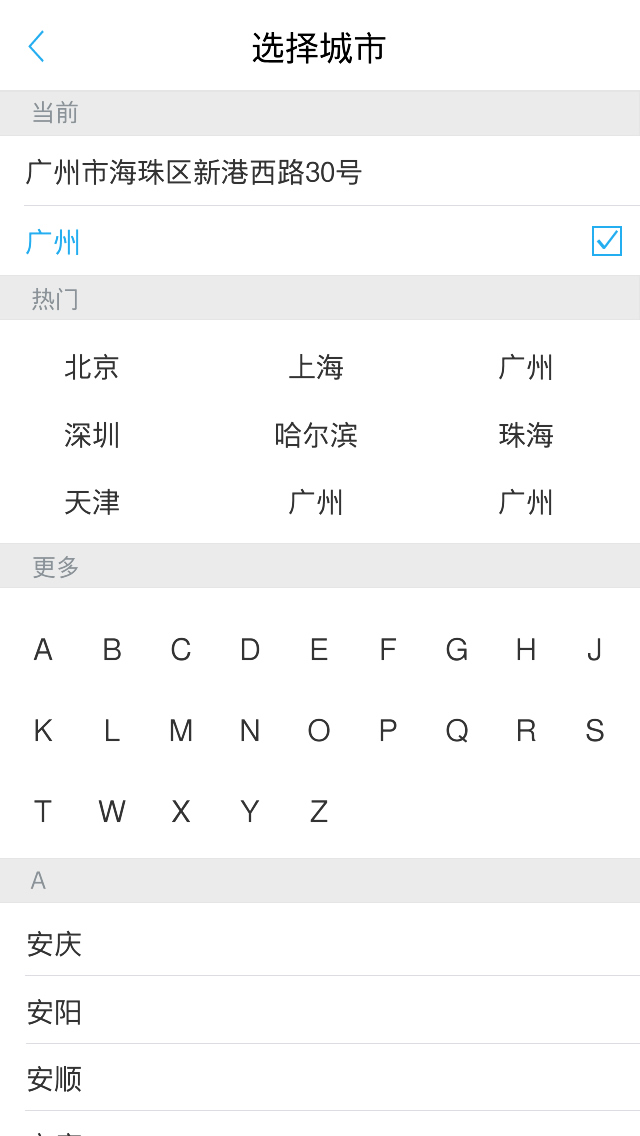 选择城市
当前
广州市海珠区新港西路30号
广州
热门
北京 上海 广州
深圳 哈尔滨 珠海
天津 广州 广州
更多
A B C D E F G H J
K L M N O P Q R S
T W X Y Z
A
安庆
安阳
安顺